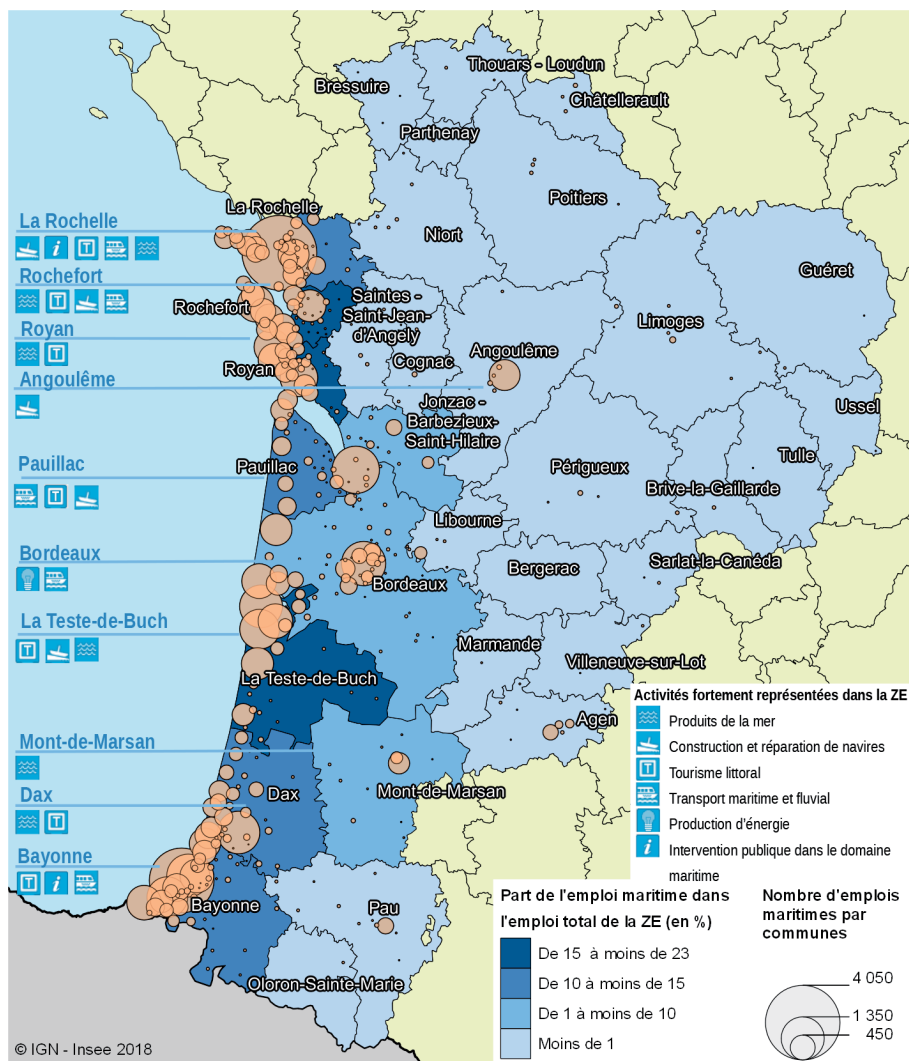 Thouars - Loudun
Bressuire
Châtellerault
Parthenay
Poitiers
La Rochelle
La Rochelle
Niort
Guéret
Rochefort
Saintes -
Saint-Jean-
d'Angely
Rochefort
Limoges
Royan
Angoulême
Cognac
Royan
Angoulême
Jonzac -
Barbezieux-
Saint-Hilaire
Ussel
Pauillac
Pauillac
Périgueux
Tulle
Brive-la-Gaillarde
Libourne
Bordeaux
Bordeaux
Bergerac
Sarlat-la-Canéda
La Teste-de-Buch
Marmande
Villeneuve-sur-Lot
La Teste-de-Buch
Agen
Mont-de-Marsan
Dax
Dax
Mont-de-Marsan
Bayonne
Bayonne
Pau
Oloron-Sainte-Marie
Activités fortement représentées dans la ZE
Produits de la mer
Construction et réparation de navires
Tourisme littoral
Transport maritime et fluvial
Production d'énergie
Intervention publique dans le domaine
maritime
Part de l'emploi maritime dans
l'emploi total de la ZE (en %)
De 15 à moins de 23
De 10 à moins de 15
De 1 à moins de 10
Moins de 1
Nombre d'emplois
maritimes par
communes
4 050
1 350
450
© IGN - Insee 2018